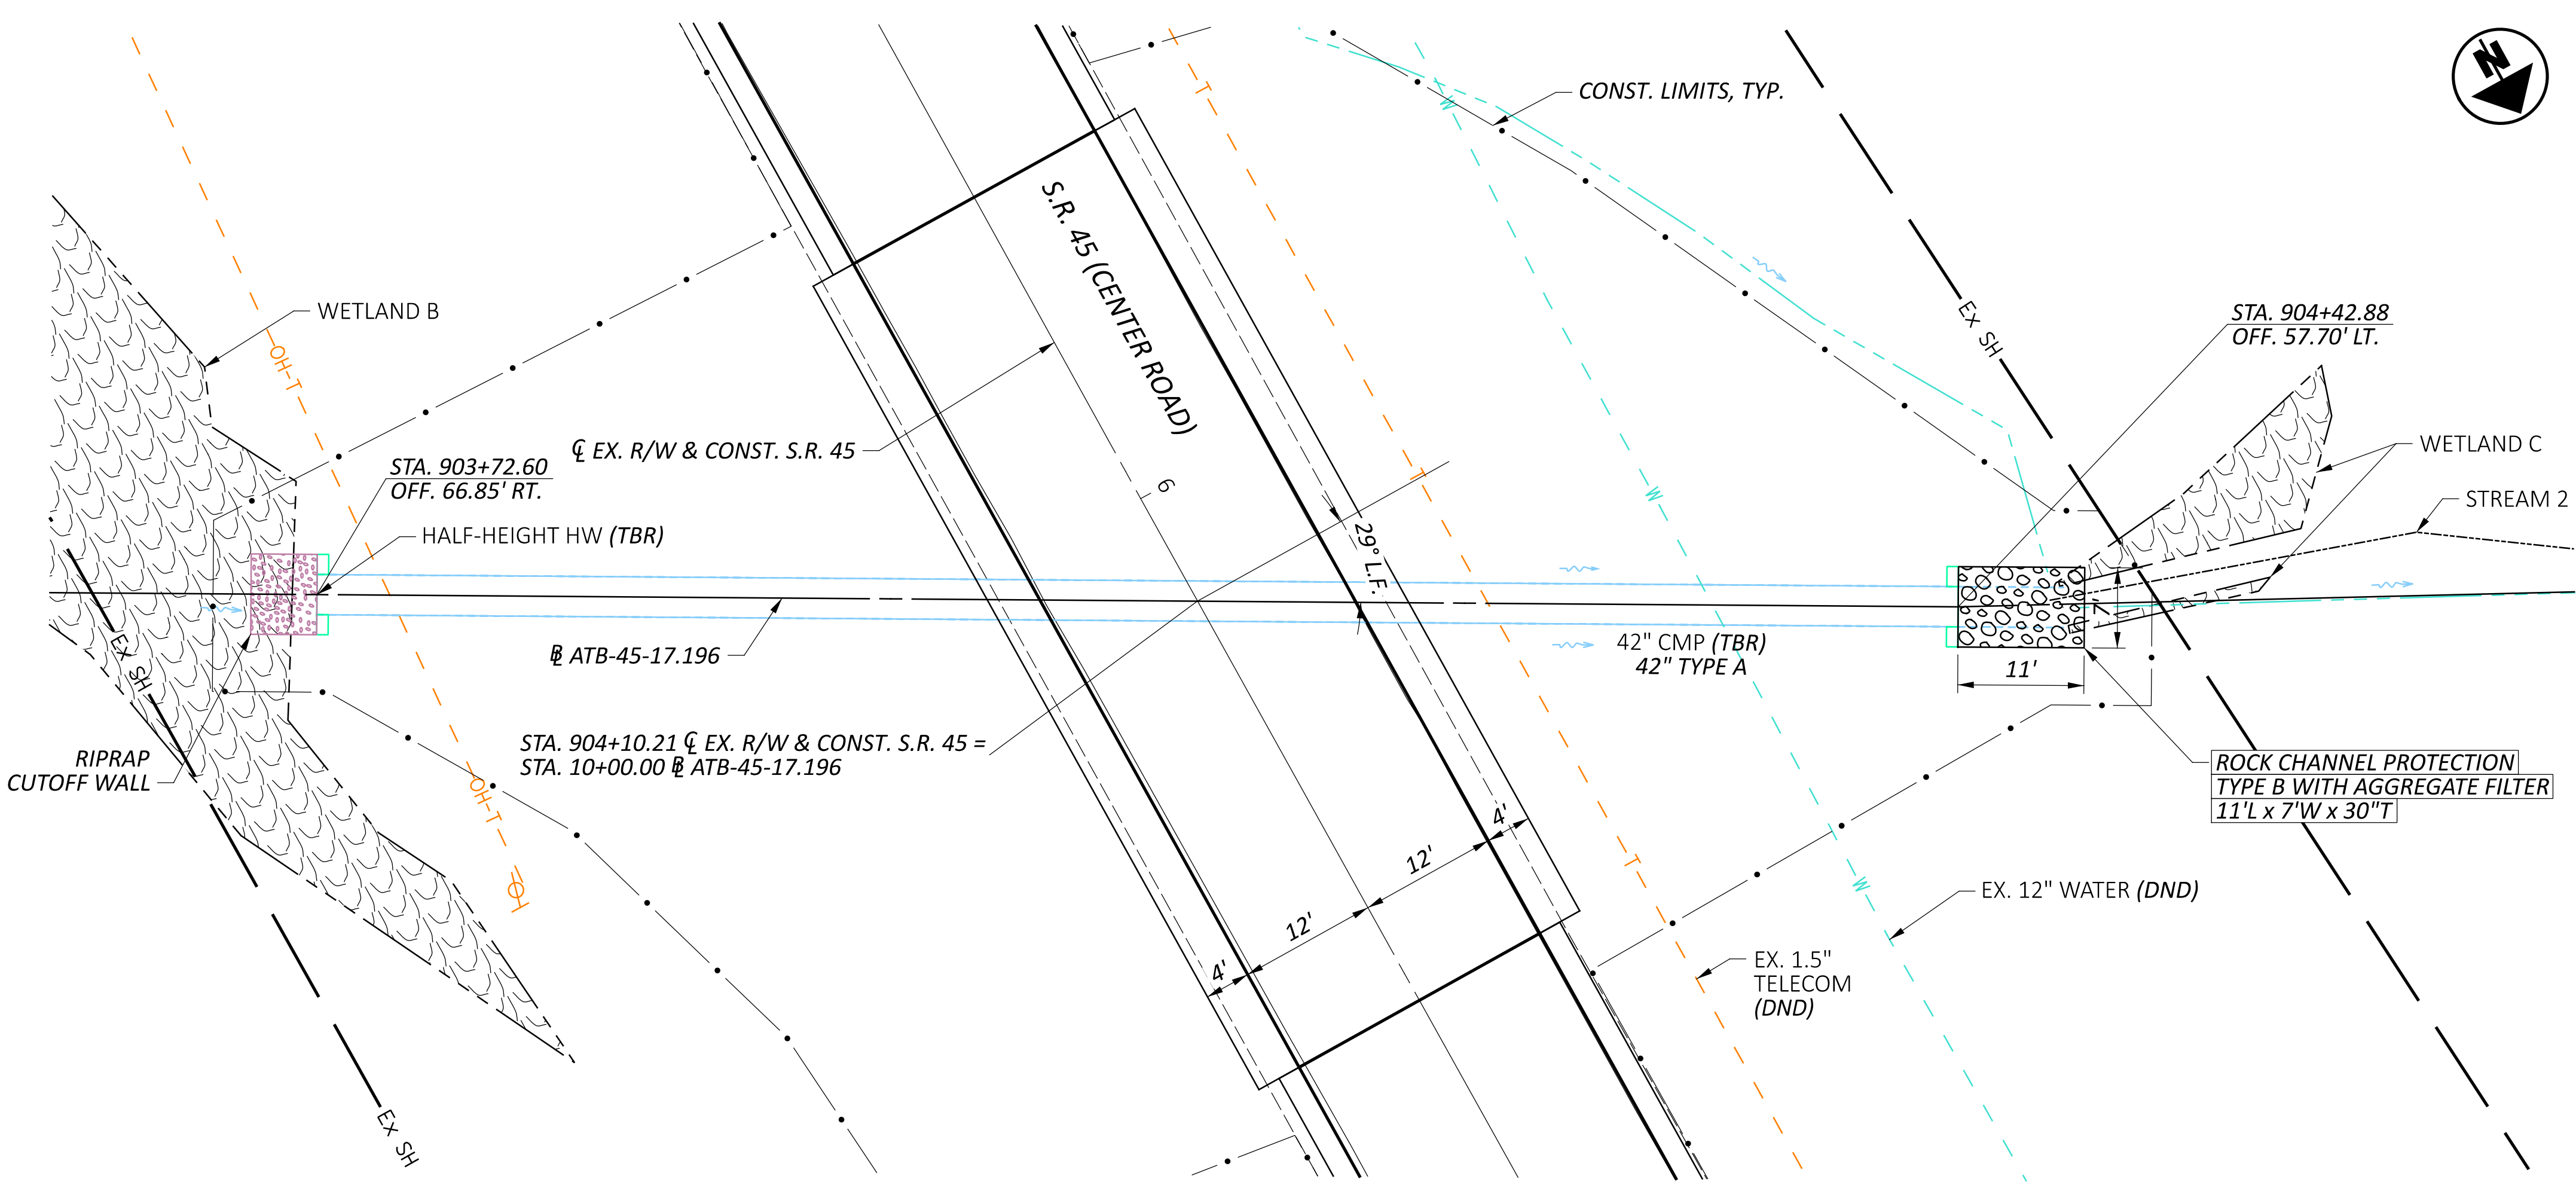 N
CONST. LIMITS, TYP.
T
W
S.R. 45 (CENTER ROAD)
WETLAND B
OH-T
EX SH
STA. 904+42.88
OFF. 57.70' LT.
℄ EX. R/W & CONST. S.R. 45
STA. 903+72.60
OFF. 66.85' RT.
WETLAND C
T
6
W
STREAM 2
HALF-HEIGHT HW (TBR)
29° L.F.
7'
EX SH
℄ ATB-45-17.196
42" CMP (TBR)
42" TYPE A
11'
STA. 904+10.21 ℄ EX. R/W & CONST. S.R. 45 =
STA. 10+00.00 ℄ ATB-45-17.196
RIPRAP
CUTOFF WALL
OH-T
ROCK CHANNEL PROTECTION
TYPE B WITH AGGREGATE FILTER
11'L x 7'W x 30"T
4'
12'
T
12'
4'
W
EX. 12" WATER (DND)
EX. 1.5"
TELECOM
(DND)
EX SH